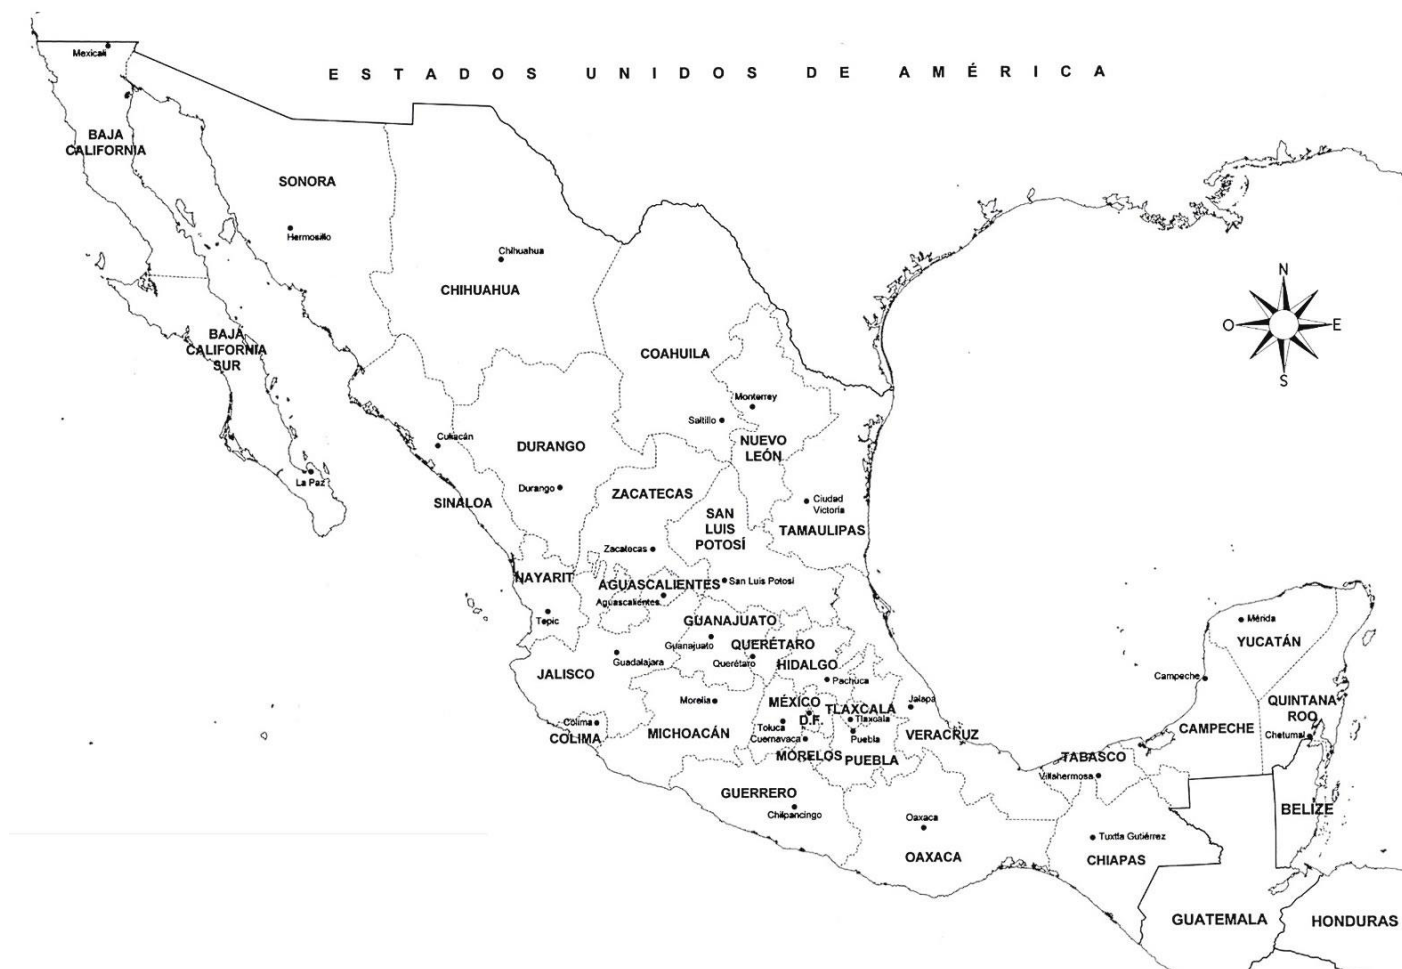 Mexicali
ESTADOS UNIDOS DE AMÉRICA
BAJA
CALIFORNIA
SONORA
Hermosillo
Chihuahua
CHIHUAHUA
N
O
E
S
BAJA
CALIFORNIA
SUR
COAHUILA
Monterrey
Saltillo
NUEVO
LEÓN
Culiacán
DURANGO
Durango
La Paz
SINALOA
ZACATECAS
Zacatecas
SAN
LUIS
POTOSÍ
Ciudad
Victoria
TAMAULIPAS
NAYARIT
Tepic
AGUASCALIENTES
Aguascalientes
San Luis Potosí
GUANAJUATO
Guanajuato
QUERÉTARO
Querétaro
HIDALGO
Pachuca
JALISCO
Guadalajara
Mérida
YUCATÁN
Campeche
QUINTANA
ROO
Chetumal
CAMPECHE
Colima
COLIMA
Morelia
MICHOACÁN
MÉXICO
D.F.
Toluca
Cuernavaca
MORELOS
TLAXCALA
Tlaxcala
Puebla
PUEBLA
Jalapa
VERACRUZ
TABASCO
Villahermosa
GUERRERO
Chilpancingo
Oaxaca
OAXACA
Tuxtla Gutiérrez
CHIAPAS
BELIZE
GUATEMALA
HONDURAS